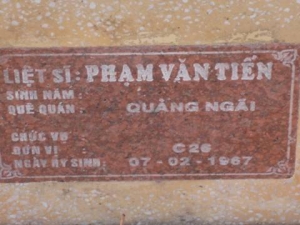 LIỆT SĨ : PHẠM VĂN TIẾN
SINH NĂM :
QUÊ QUÁN : QUẢNG NGÃI
CHỨC VỤ
ĐƠN VỊ : C26
NGÀY HY SINH : 07-02-1967